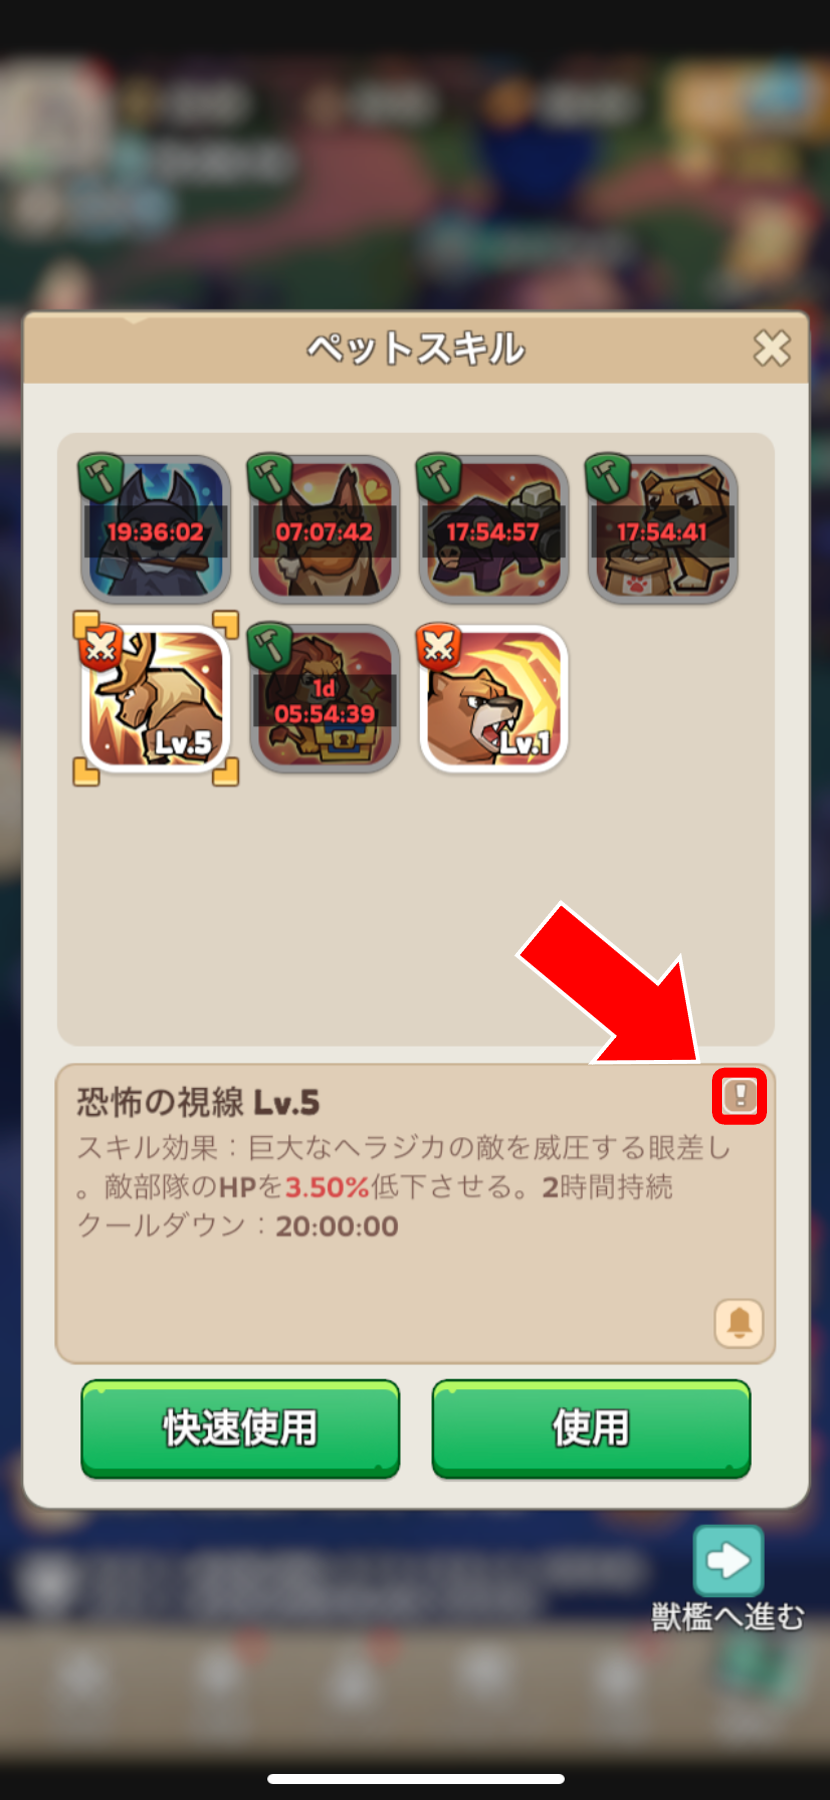 ペットスキル
19:36:02
07:07:42
17:54:57
17:54:41
Lv.5
1d
05:54:39
Lv.1
恐怖の視線 Lv.5
スキル効果：巨大なヘラジカの敵を威圧する眼差し
。敵部隊のHPを3.50%低下させる。2時間持続
クールダウン：20:00:00
快速使用
使用
獣檻へ進む